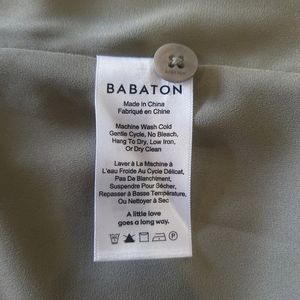 BABATON
Made in China
Fabriqué en Chine
Machine Wash Cold
Gentle Cycle, No Bleach,
Hang To Dry, Low Iron,
Or Dry Clean
Laver À La Machine À
L'eau Froide Au Cycle Délicat,
Pas De Blanchiment,
Suspendre Pour Sécher,
Repasser à Basse Température,
Ou Nettoyer à Sec
A little love
goes a long way.